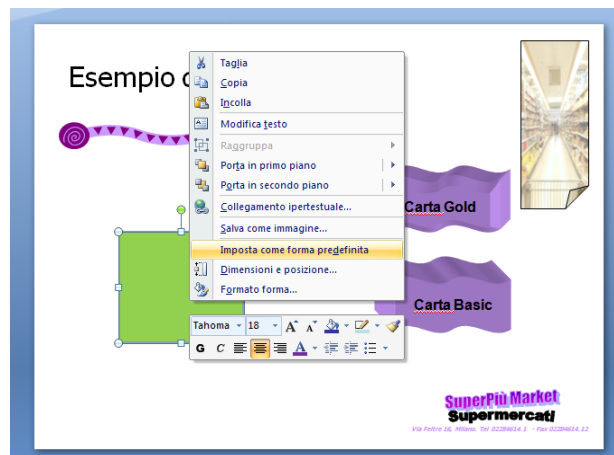 Esempio d
Taglia
Copia
Incolla
Modifica testo
Raggruppa
Porta in primo piano
Porta in secondo piano
Collegamento ipertestuale...
Salva come immagine...
Imposta come forma predefinita
Dimensioni e posizione...
Formato forma...
Carta Gold
Carta Basic
Tahoma 18 A A
G C A
SuperPiù Market
Supermercati
Via Feltre 58, Milano. Tel 02284614.1 - Fax 02284614.12